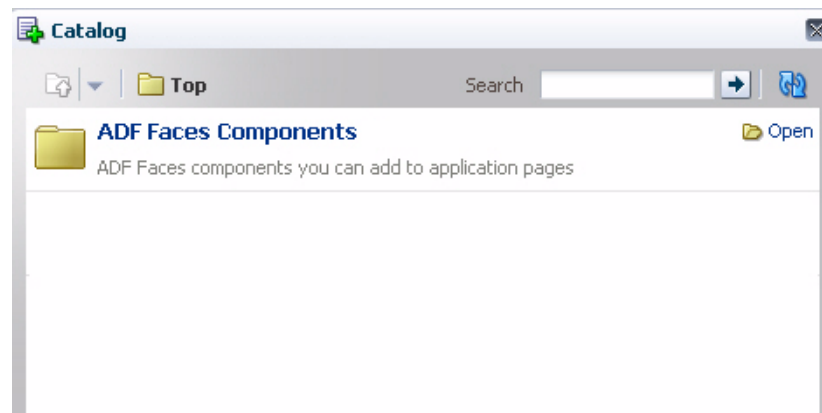 Catalog
Top Search
ADF Faces Components Open
ADF Faces components you can add to application pages